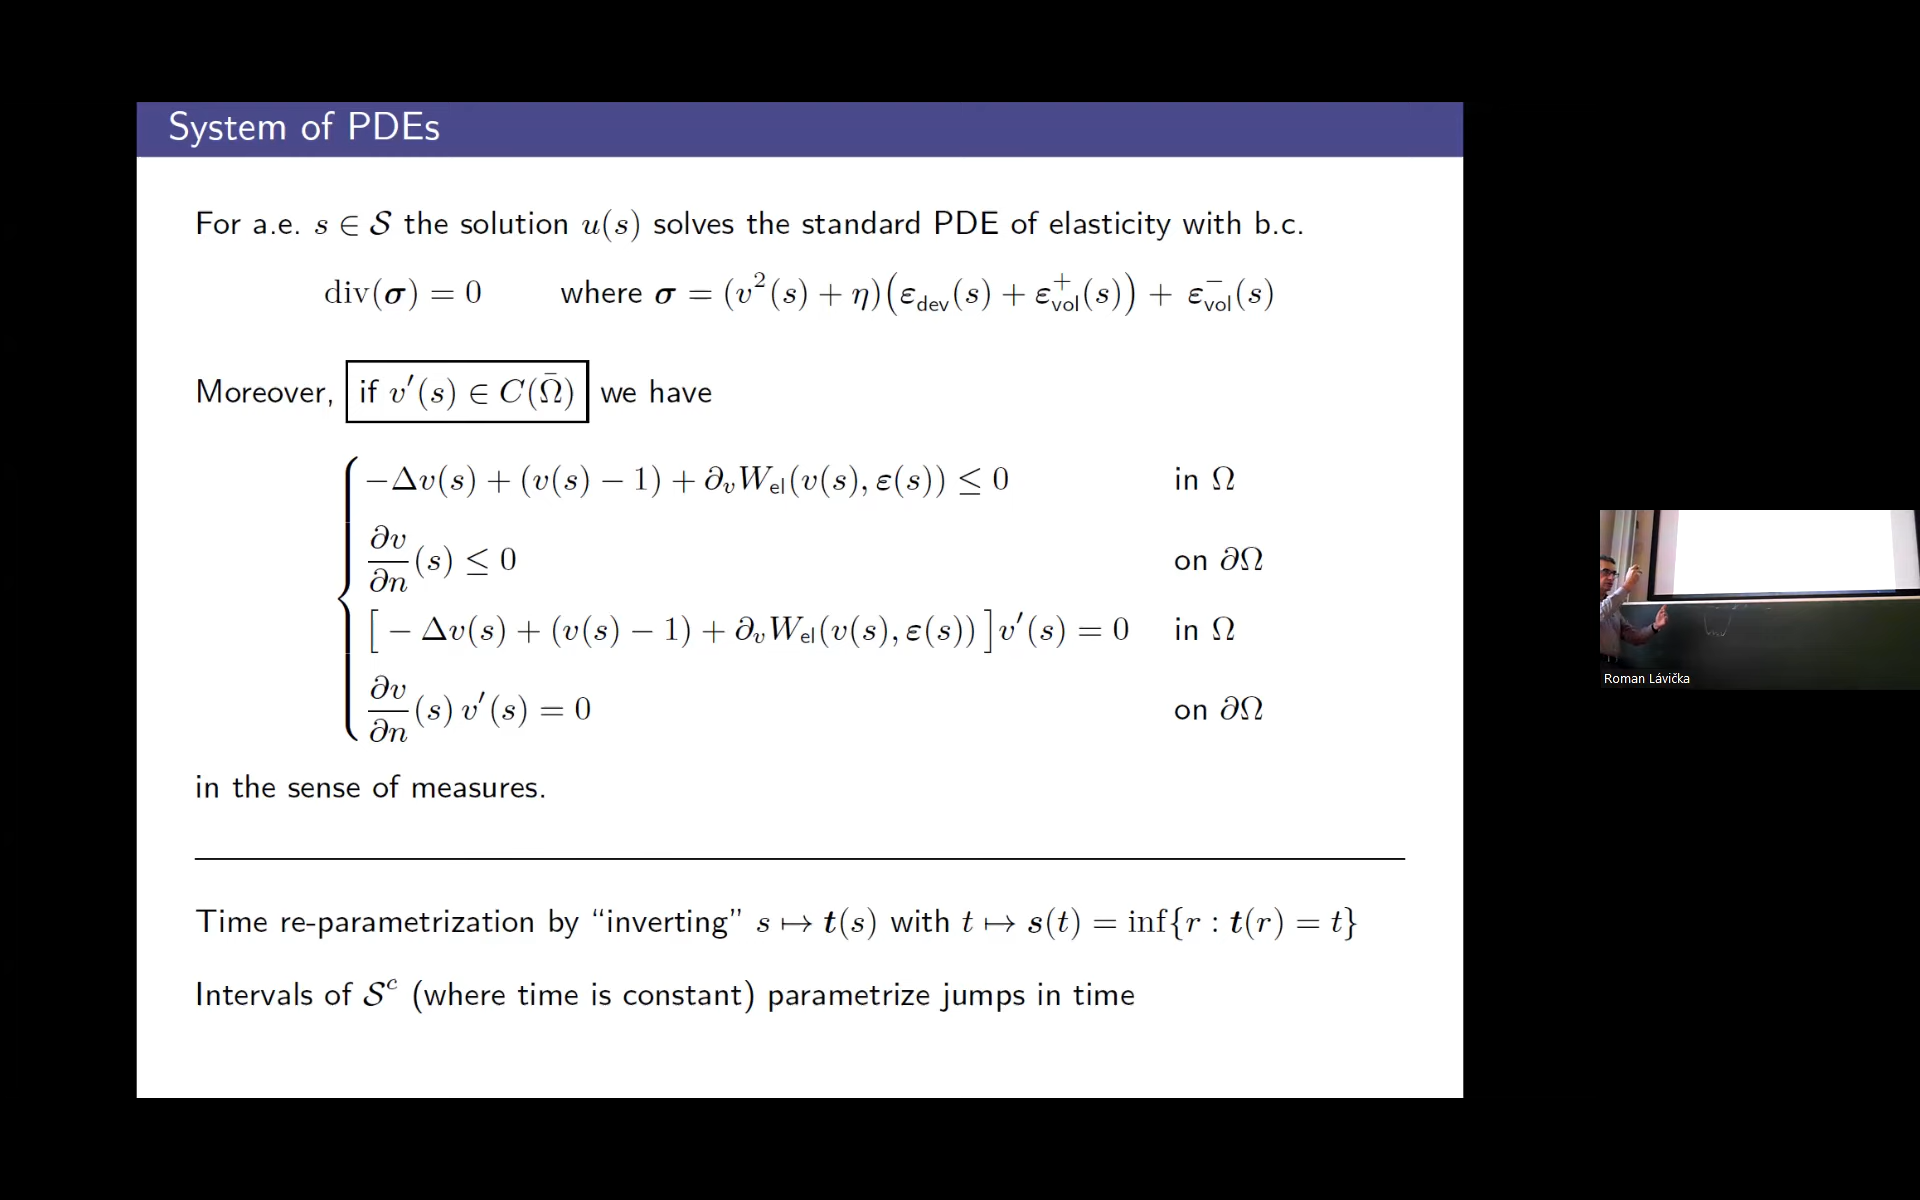 System of PDEs
For a.e. s ∈ 𝒮 the solution u(s) solves the standard PDE of elasticity with b.c.
div(σ) = 0 where σ = (v²(s) + η)(ε_dev(s) + ε⁺_vol(s)) + ε⁻_vol(s)
Moreover, if v′(s) ∈ C(Ω̄) we have
−Δv(s) + (v(s) − 1) + ∂_v W_el(v(s), ε(s)) ≤ 0 in Ω
∂v/∂n (s) ≤ 0 on ∂Ω
[ − Δv(s) + (v(s) − 1) + ∂_v W_el(v(s), ε(s)) ] v′(s) = 0 in Ω
∂v/∂n (s) v′(s) = 0 on ∂Ω
in the sense of measures.
Time re-parametrization by “inverting” s ↦ t(s) with t ↦ s(t) = inf{r : t(r) = t}
Intervals of 𝒮ᶜ (where time is constant) parametrize jumps in time
Roman Lávička